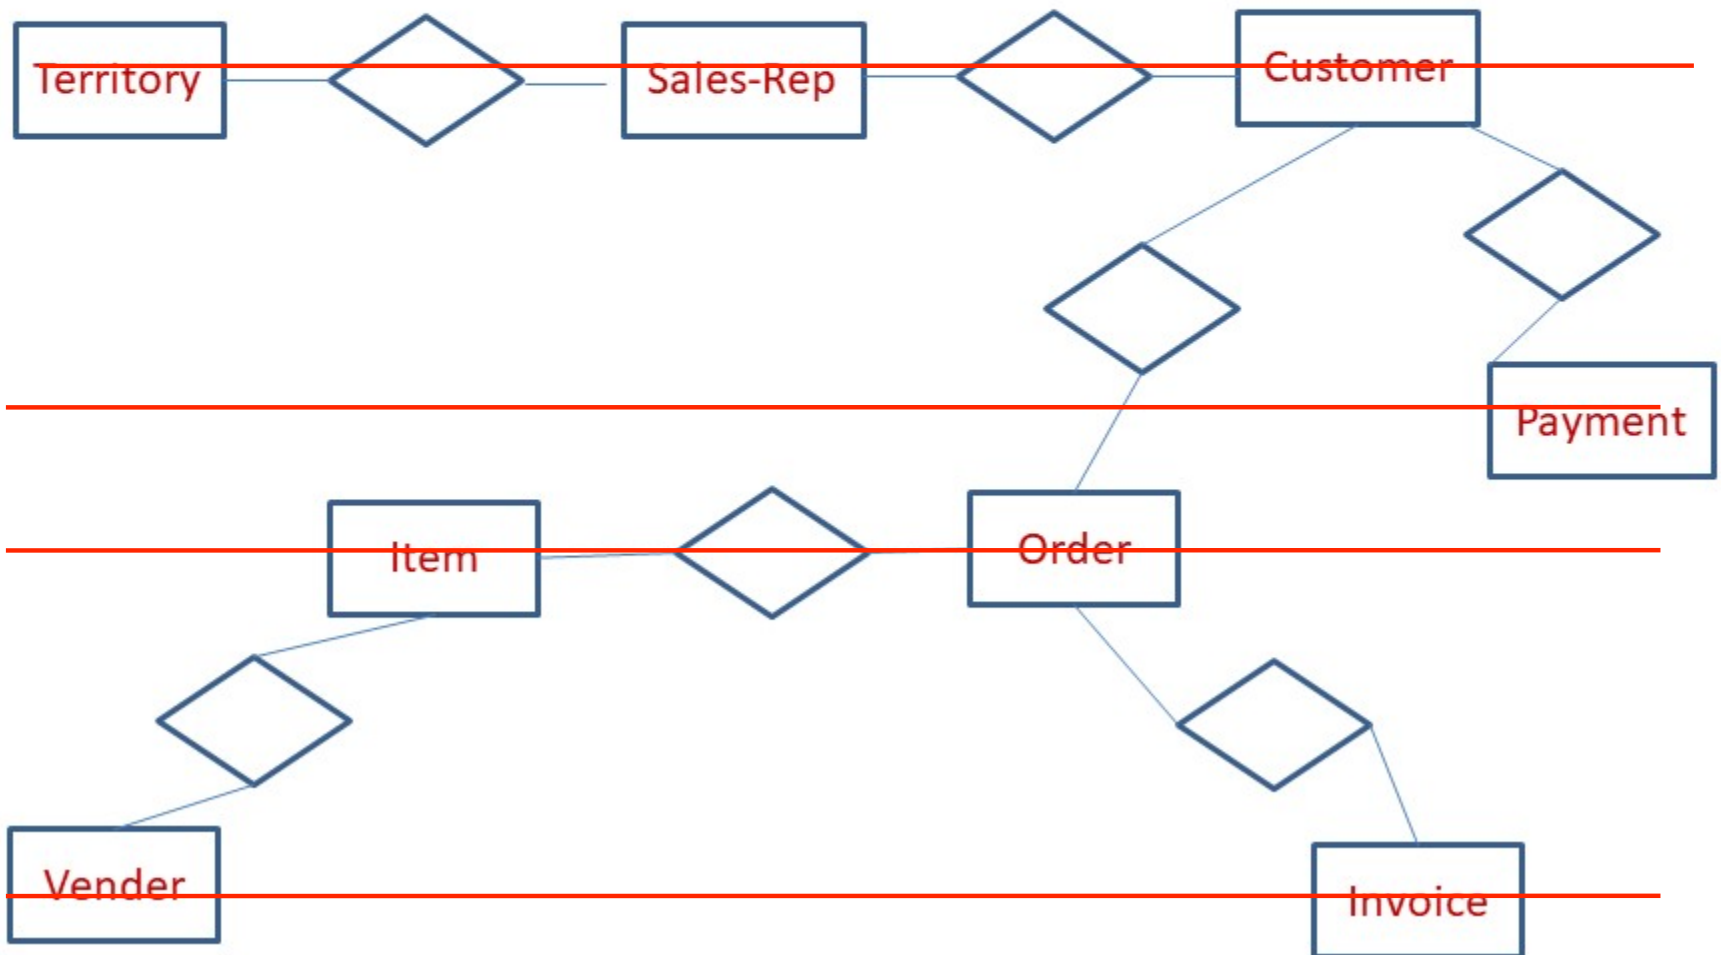 Territory Sales-Rep Customer
Payment
Item Order
Vender Invoice